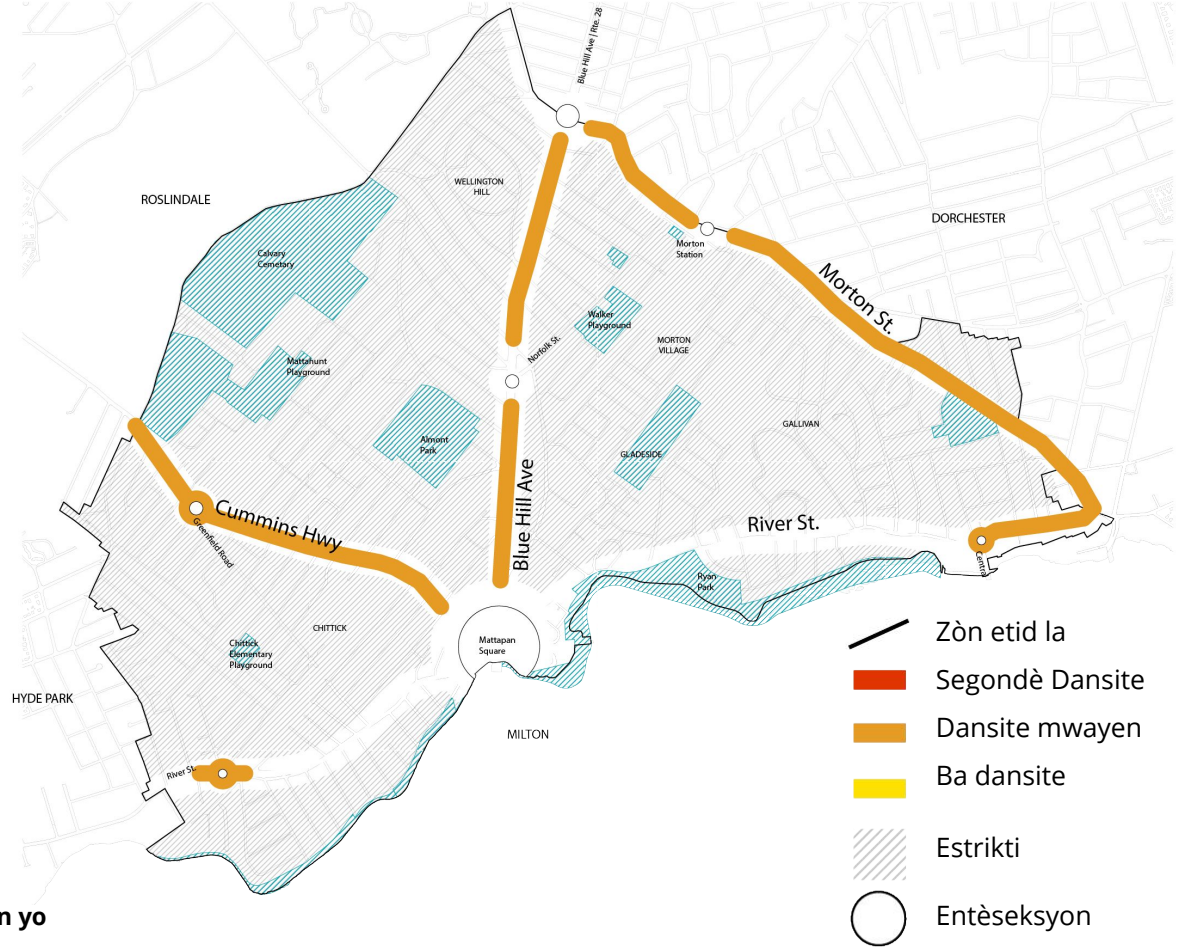 Blue Hill Ave | Rte. 28
WELLINGTON
HILL
ROSLINDALE
DORCHESTER
Morton
Station
Calvary
Cemetary
Morton St.
Walker
Playground
Norfolk St.
MORTON
VILLAGE
Mattahunt
Playground
Almont
Park
GALLIVAN
GLADESIDE
Blue Hill Ave
Cummins Hwy
Greenfield Road
River St.
Central
Ryan
Park
CHITTICK
Mattapan
Square
Chittick
Elementary
Playground
HYDE PARK
MILTON
River St.
Zòn etid la
Segondè Dansite
Dansite mwayen
Ba dansite
Estrikti
Entèseksyon
n yo